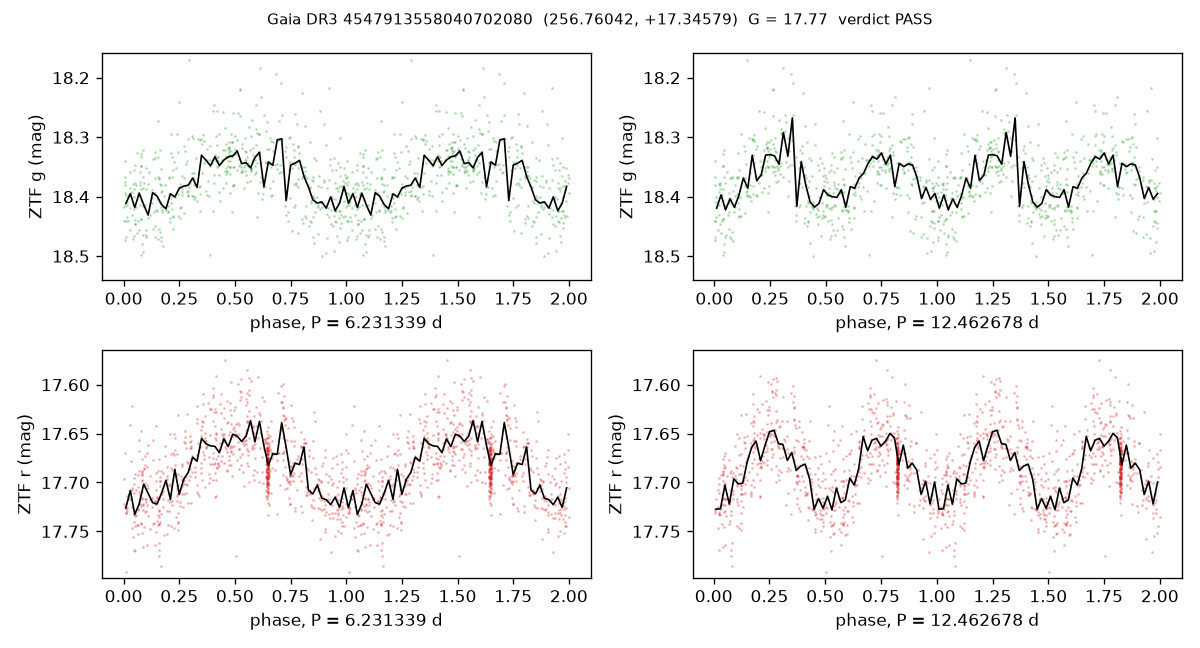 Gaia DR3 4547913558040702080  (256.76042, +17.34579)  G = 17.77  verdict PASS
ZTF g (mag)
18.2
18.3
18.4
18.5
0.00 0.25 0.50 0.75 1.00 1.25 1.50 1.75 2.00
phase, P = 6.231339 d
ZTF g (mag)
18.2
18.3
18.4
18.5
0.00 0.25 0.50 0.75 1.00 1.25 1.50 1.75 2.00
phase, P = 12.462678 d
ZTF r (mag)
17.60
17.65
17.70
17.75
0.00 0.25 0.50 0.75 1.00 1.25 1.50 1.75 2.00
phase, P = 6.231339 d
ZTF r (mag)
17.60
17.65
17.70
17.75
0.00 0.25 0.50 0.75 1.00 1.25 1.50 1.75 2.00
phase, P = 12.462678 d